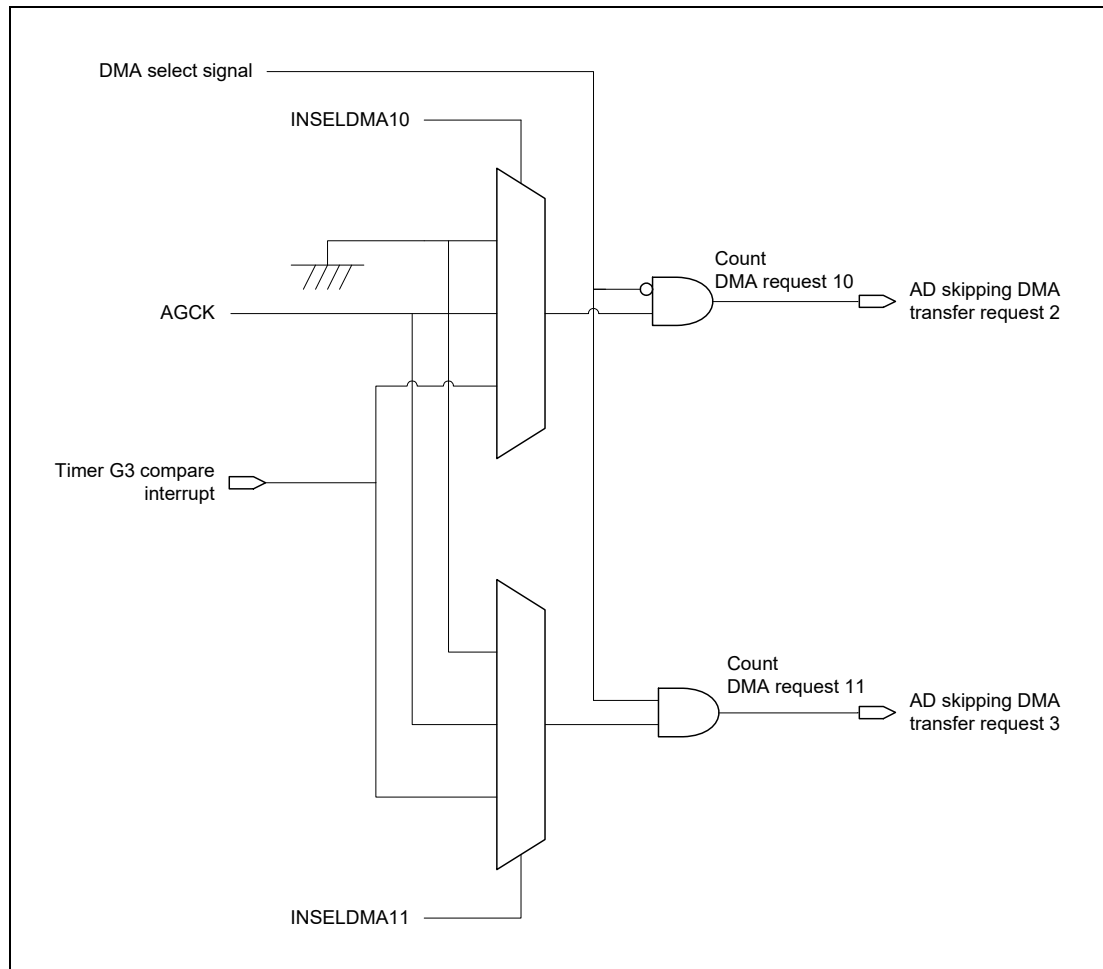 DMA select signal
INSELDMA10
Count
DMA request 10
AD skipping DMA
transfer request 2
AGCK
Timer G3 compare
interrupt
Count
DMA request 11
AD skipping DMA
transfer request 3
INSELDMA11